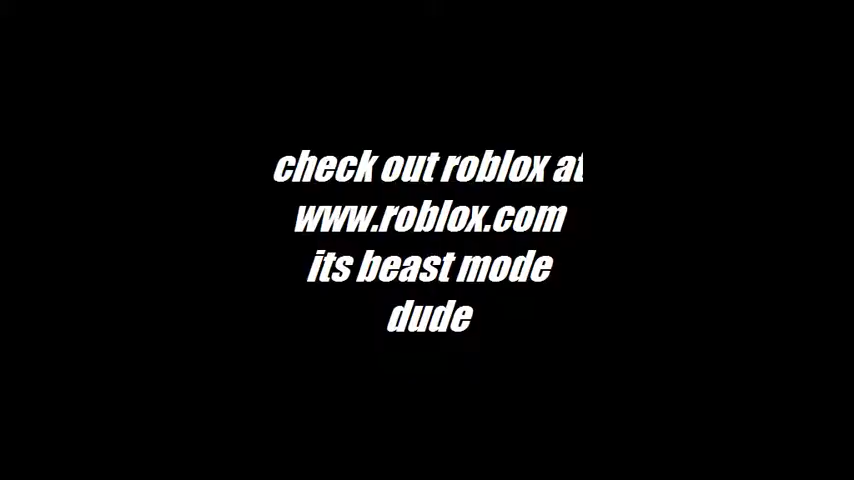 check out roblox at
www.roblox.com
its beast mode
dude